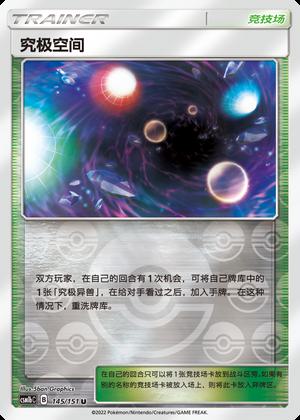 TRAINER
竞技场
究极空间
双方玩家,在自己的回合有1次机会,可将自己牌库中的
1张「究极异兽」,在给对手看过之后,加入手牌。在这种
情况下,重洗牌库。
Illus. 5ban Graphics
CSM1bC B 145/151 U
在自己的回合只可以将1张竞技场卡放到战斗区旁。如果有
别的名称的竞技场卡被放入场上,则将此卡放入弃牌区。
©2022 Pokémon/Nintendo/Creatures/GAME FREAK.